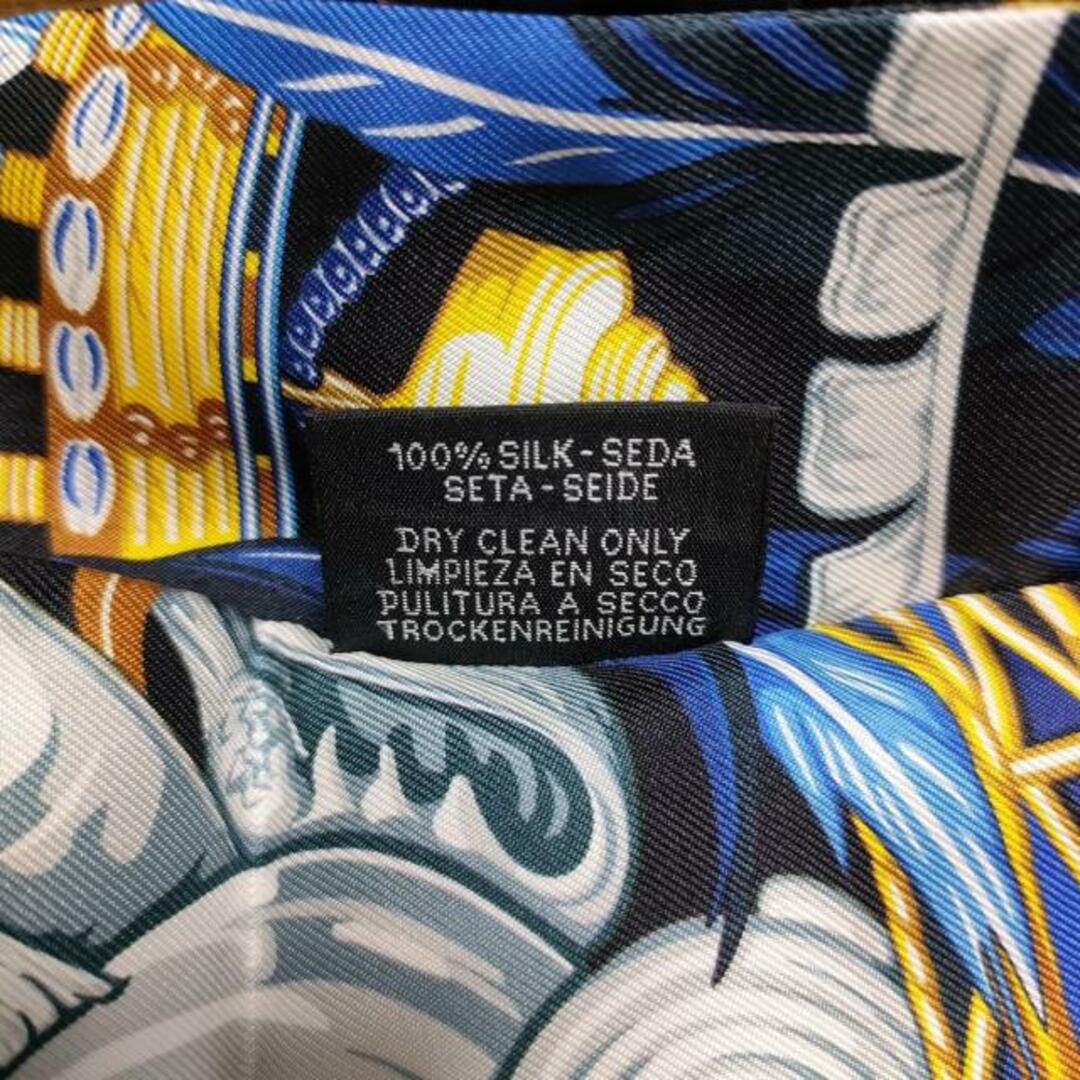 100% SILK-SEDA
SETA-SEIDE
DRY CLEAN ONLY
LIMPIEZA EN SECO
PULITURA A SECCO
TROCKENREINIGUNG